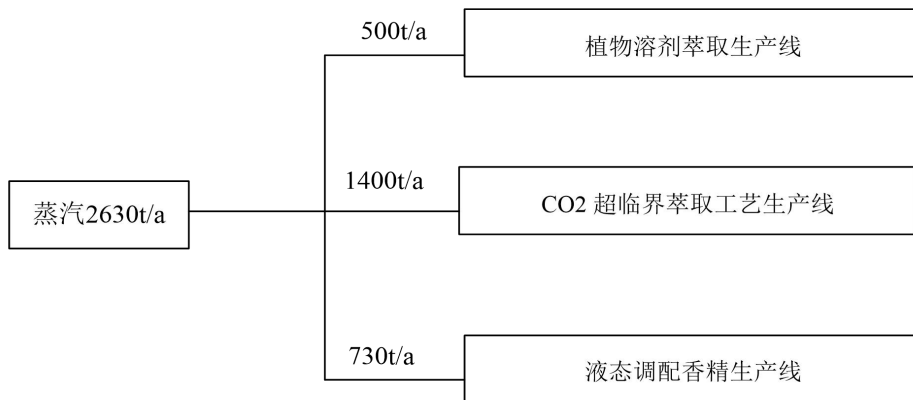 500t/a
植物溶剂萃取生产线
1400t/a
蒸汽2630t/a
CO2 超临界萃取工艺生产线
730t/a
液态调配香精生产线